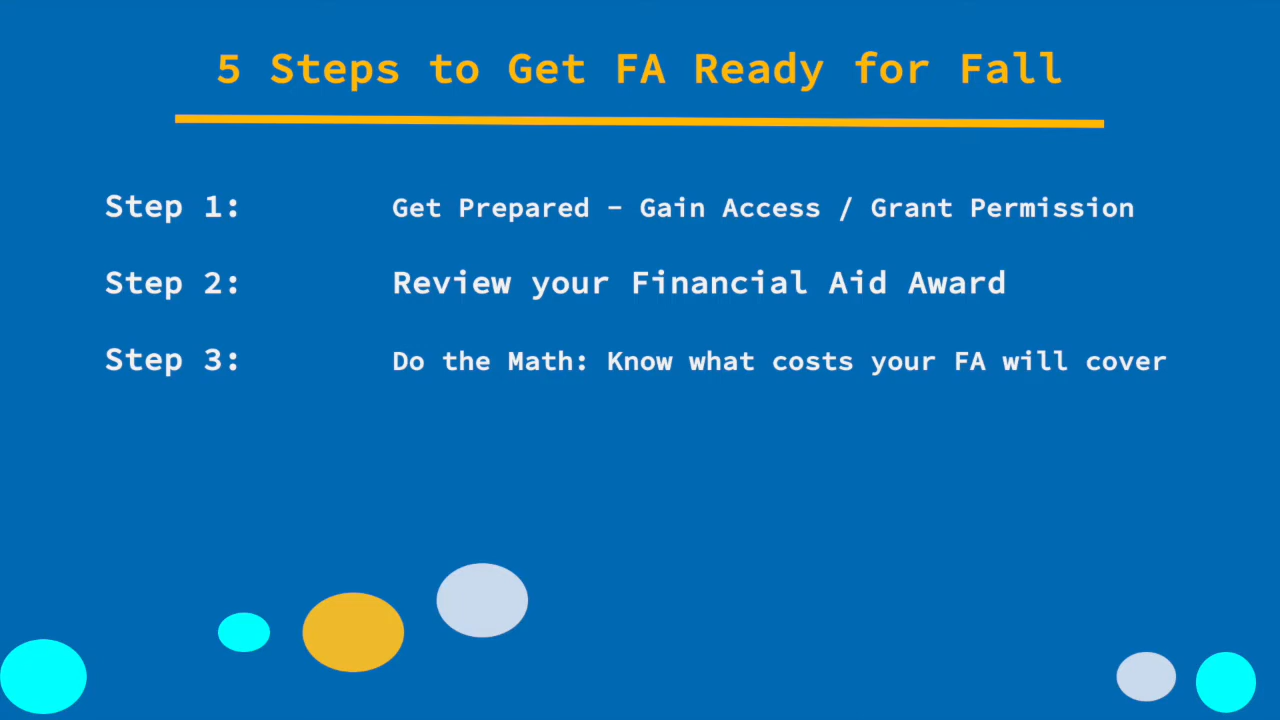 5 Steps to Get FA Ready for Fall
Step 1: Get Prepared - Gain Access / Grant Permission
Step 2: Review your Financial Aid Award
Step 3: Do the Math: Know what costs your FA will cover